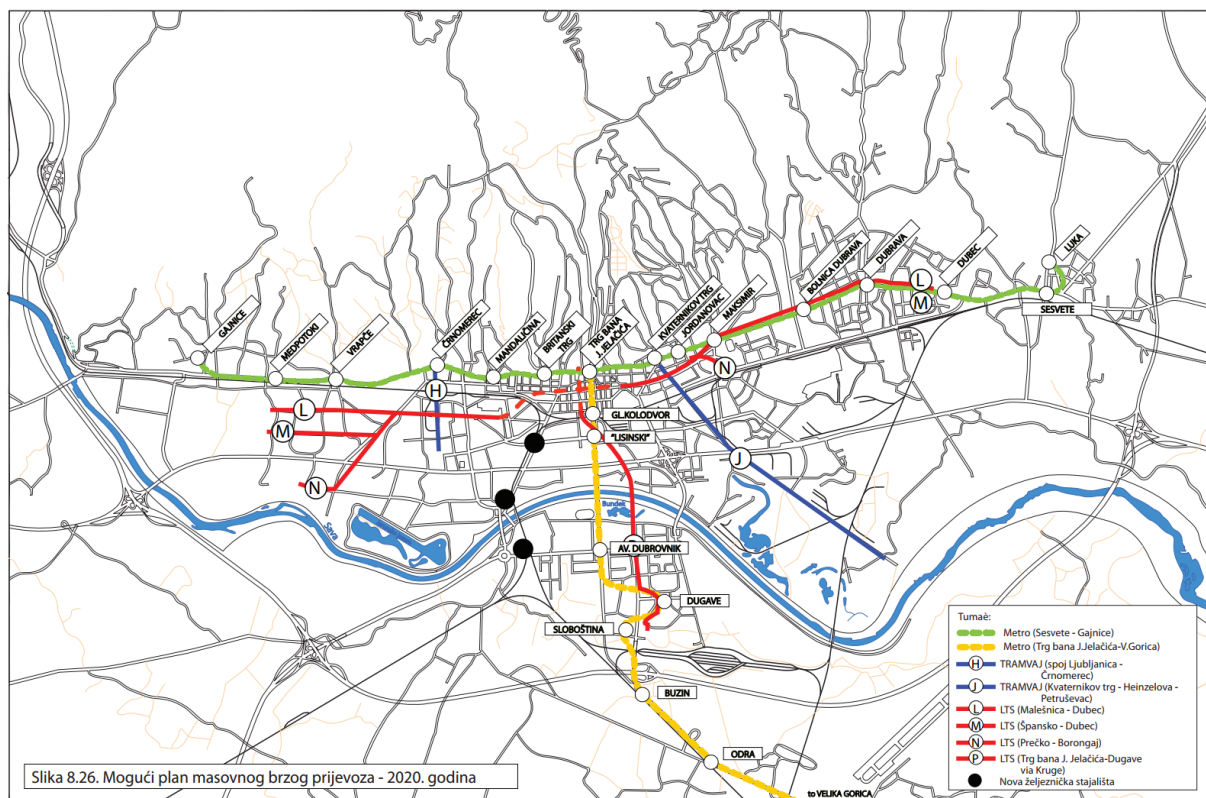 GAJNICE
MEDPOTOKI
VRAPČE
ČRNOMEREC
MANDALIČINA
BRITANSKI
TRG
TRG BANA
J. JELAČIĆA
KVATERNIKOV TRG
JORDANOVAC
MAKSIMIR
BOLNICA DUBRAVA
DUBRAVA
DUBEC
LUKA
SESVETE
L
M
H
N
L
M
N
J
GL.KOLODVOR
"LISINSKI"
Sava
Bundek
AV. DUBROVNIK
DUGAVE
SLOBOŠTINA
BUZIN
ODRA
to VELIKA GORICA
Tumaè:
Metro (Sesvete - Gajnice)
Metro (Trg bana J.Jelačića-V.Gorica)
H TRAMVAJ (spoj Ljubljanica -
Črnomerec)
J TRAMVAJ (Kvaternikov trg - Heinzelova -
Petruševac)
L LTS (Malešnica - Dubec)
M LTS (Špansko - Dubec)
N LTS (Prečko - Borongaj)
P LTS (Trg bana J. Jelačića-Dugave
via Kruge)
Nova željeznička stajališta
Slika 8.26. Mogući plan masovnog brzog prijevoza - 2020. godina